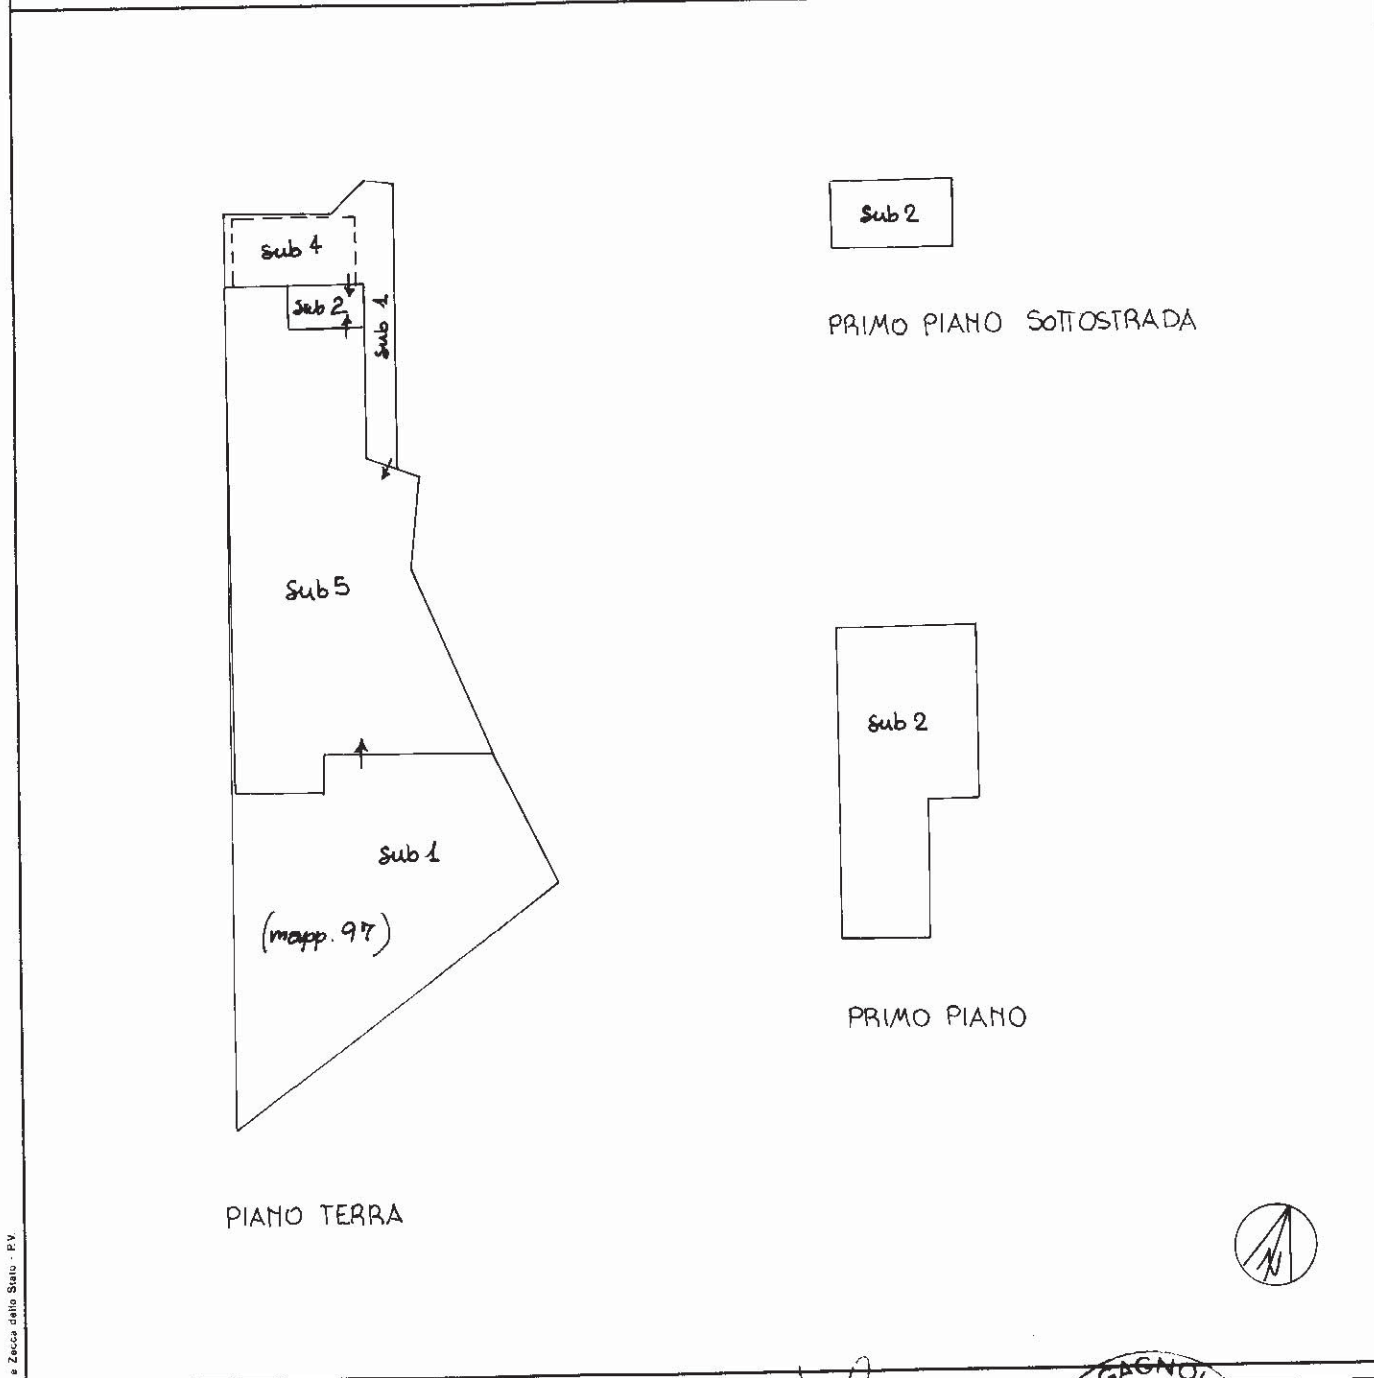 sub 4
sub 2
sub 1
sub 5
sub 1
(mapp. 97)
PIANO TERRA
sub 2
PRIMO PIANO SOTTOSTRADA
sub 2
PRIMO PIANO
N
e Zecca dello Stato - P.V.